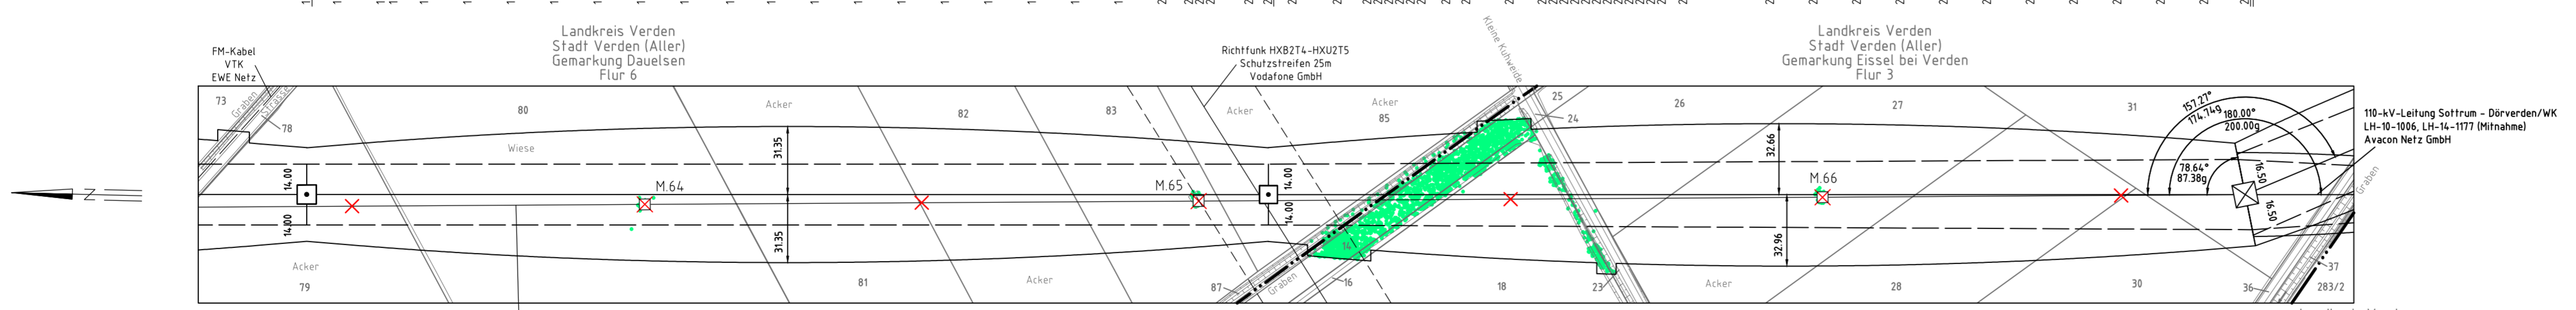 Landkreis Verden
Stadt Verden (Aller)
Gemarkung Dauelsen
Flur 6
Landkreis Verden
Stadt Verden (Aller)
Gemarkung Eissel bei Verden
Flur 3
FM-Kabel
VTK
EWE Netz
Richtfunk HXB2T4-HXU2T5
Schutzstreifen 25m
Vodafone GmbH
Kleine Kuhweide
110-kV-Leitung Sottrum - Dörverden/WK
LH-10-1006, LH-14-1177 (Mitnahme)
Avacon Netz GmbH
73
Graben
Strasse
78
80
Acker
82
83
Acker
Acker
85
25
24
26
27
31
157.27°
174.74g
180.00°
200.00g
78.64°
87.38g
Wiese
31.35
32.66
14.00
14.00
M.64
M.65
M.66
16.50
16.50
Graben
N
14.00
14.00
31.35
32.96
14
Acker
79
81
Acker
87
Graben
16
18
23
Acker
28
30
36
37
283/2